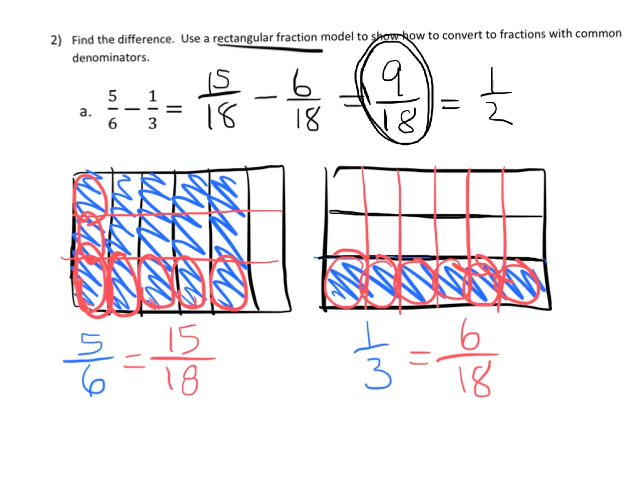 2) Find the difference. Use a rectangular fraction model to show how to convert to fractions with common
denominators.
a. 5/6 − 1/3 = 15/18 − 6/18 = 9/18 = 1/2
5/6 = 15/18 1/3 = 6/18